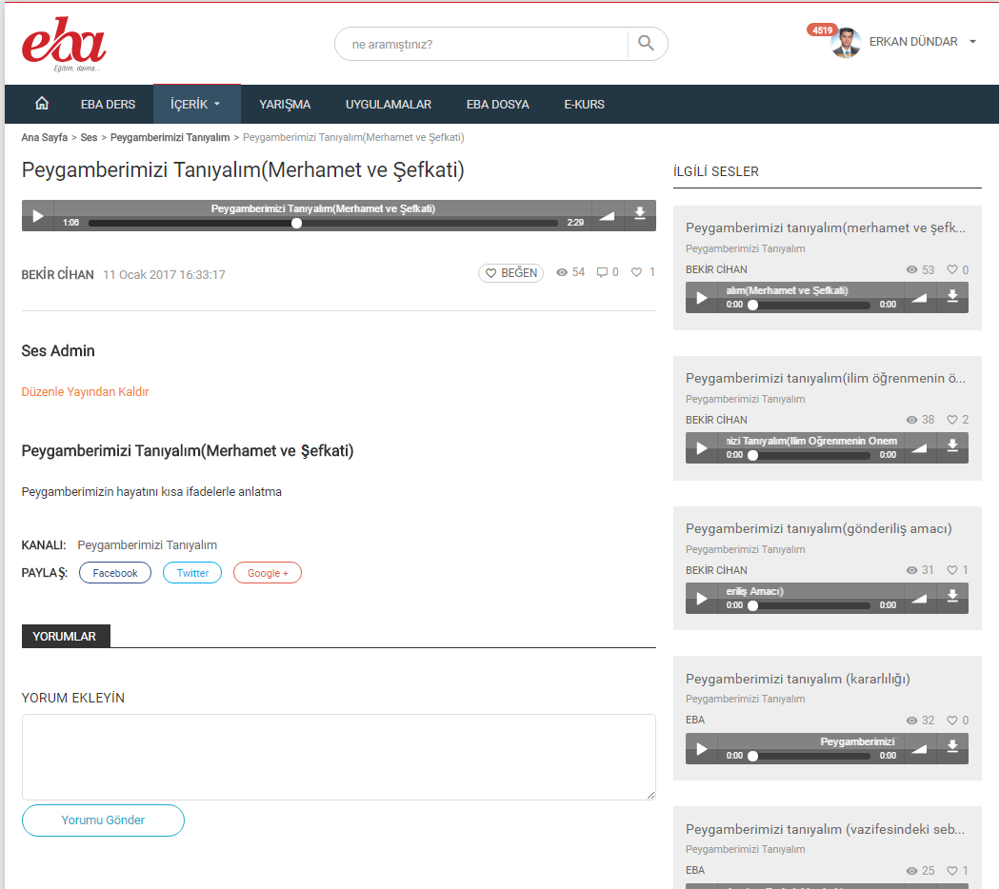 eba
Eğitim, daima...
ne aramıştınız?
4519
ERKAN DÜNDAR
EBA DERS
İÇERİK
YARIŞMA
UYGULAMALAR
EBA DOSYA
E-KURS
Ana Sayfa > Ses > Peygamberimizi Tanıyalım > Peygamberimizi Tanıyalım(Merhamet ve Şefkati)
Peygamberimizi Tanıyalım(Merhamet ve Şefkati)
Peygamberimizi Tanıyalım(Merhamet ve Şefkati)
1:06
2:29
BEKİR CİHAN 11 Ocak 2017 16:33:17
BEĞEN 54 0 1
Ses Admin
Düzenle Yayından Kaldır
Peygamberimizi Tanıyalım(Merhamet ve Şefkati)
Peygamberimizin hayatını kısa ifadelerle anlatma
KANALI: Peygamberimizi Tanıyalım
PAYLAŞ: Facebook Twitter Google +
YORUMLAR
YORUM EKLEYİN
Yorumu Gönder
İLGİLİ SESLER
Peygamberimizi tanıyalım(merhamet ve şefk...
Peygamberimizi Tanıyalım
BEKİR CİHAN 53 0
alım(Merhamet ve Şefkati)
0:00 0:00
Peygamberimizi tanıyalım(ilim öğrenmenin ö...
Peygamberimizi Tanıyalım
BEKİR CİHAN 38 2
izi Tanıyalım(İlim Öğrenmenin Önem
0:00 0:00
Peygamberimizi tanıyalım(gönderiliş amacı)
Peygamberimizi Tanıyalım
BEKİR CİHAN 31 1
eriliş Amacı)
0:00 0:00
Peygamberimizi tanıyalım (kararlılığı)
Peygamberimizi Tanıyalım
EBA 32 0
Peygamberimizi
0:00 0:00
Peygamberimizi tanıyalım (vazifesindeki seb...
Peygamberimizi Tanıyalım
EBA 25 1